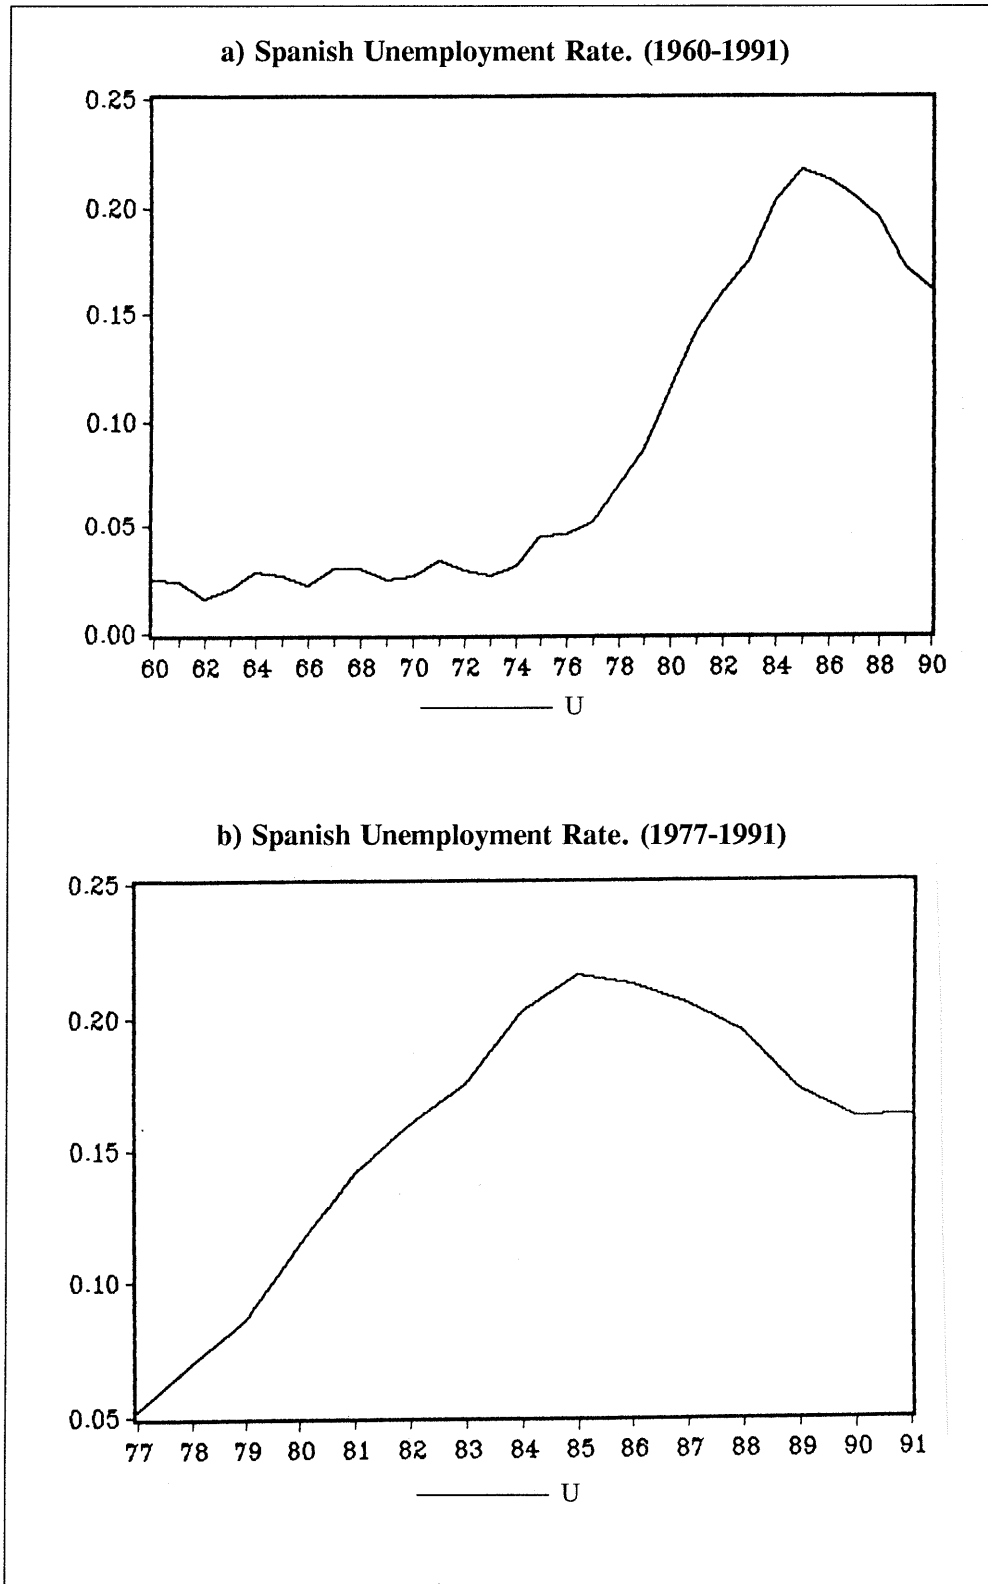 a) Spanish Unemployment Rate. (1960-1991)
0.25
0.20
0.15
0.10
0.05
0.00
60 62 64 66 68 70 72 74 76 78 80 82 84 86 88 90
U
b) Spanish Unemployment Rate. (1977-1991)
0.25
0.20
0.15
0.10
0.05
77 78 79 80 81 82 83 84 85 86 87 88 89 90 91
U